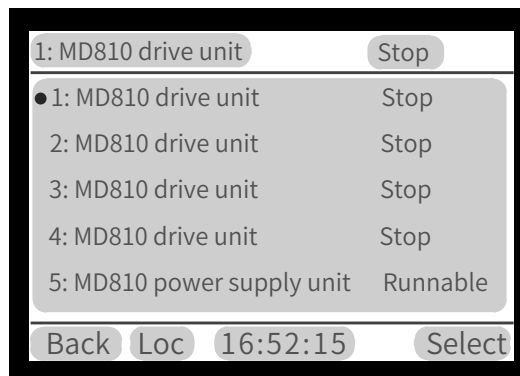 1: MD810 drive unit Stop
●1: MD810 drive unit Stop
2: MD810 drive unit Stop
3: MD810 drive unit Stop
4: MD810 drive unit Stop
5: MD810 power supply unit Runnable
Back Loc 16:52:15 Select